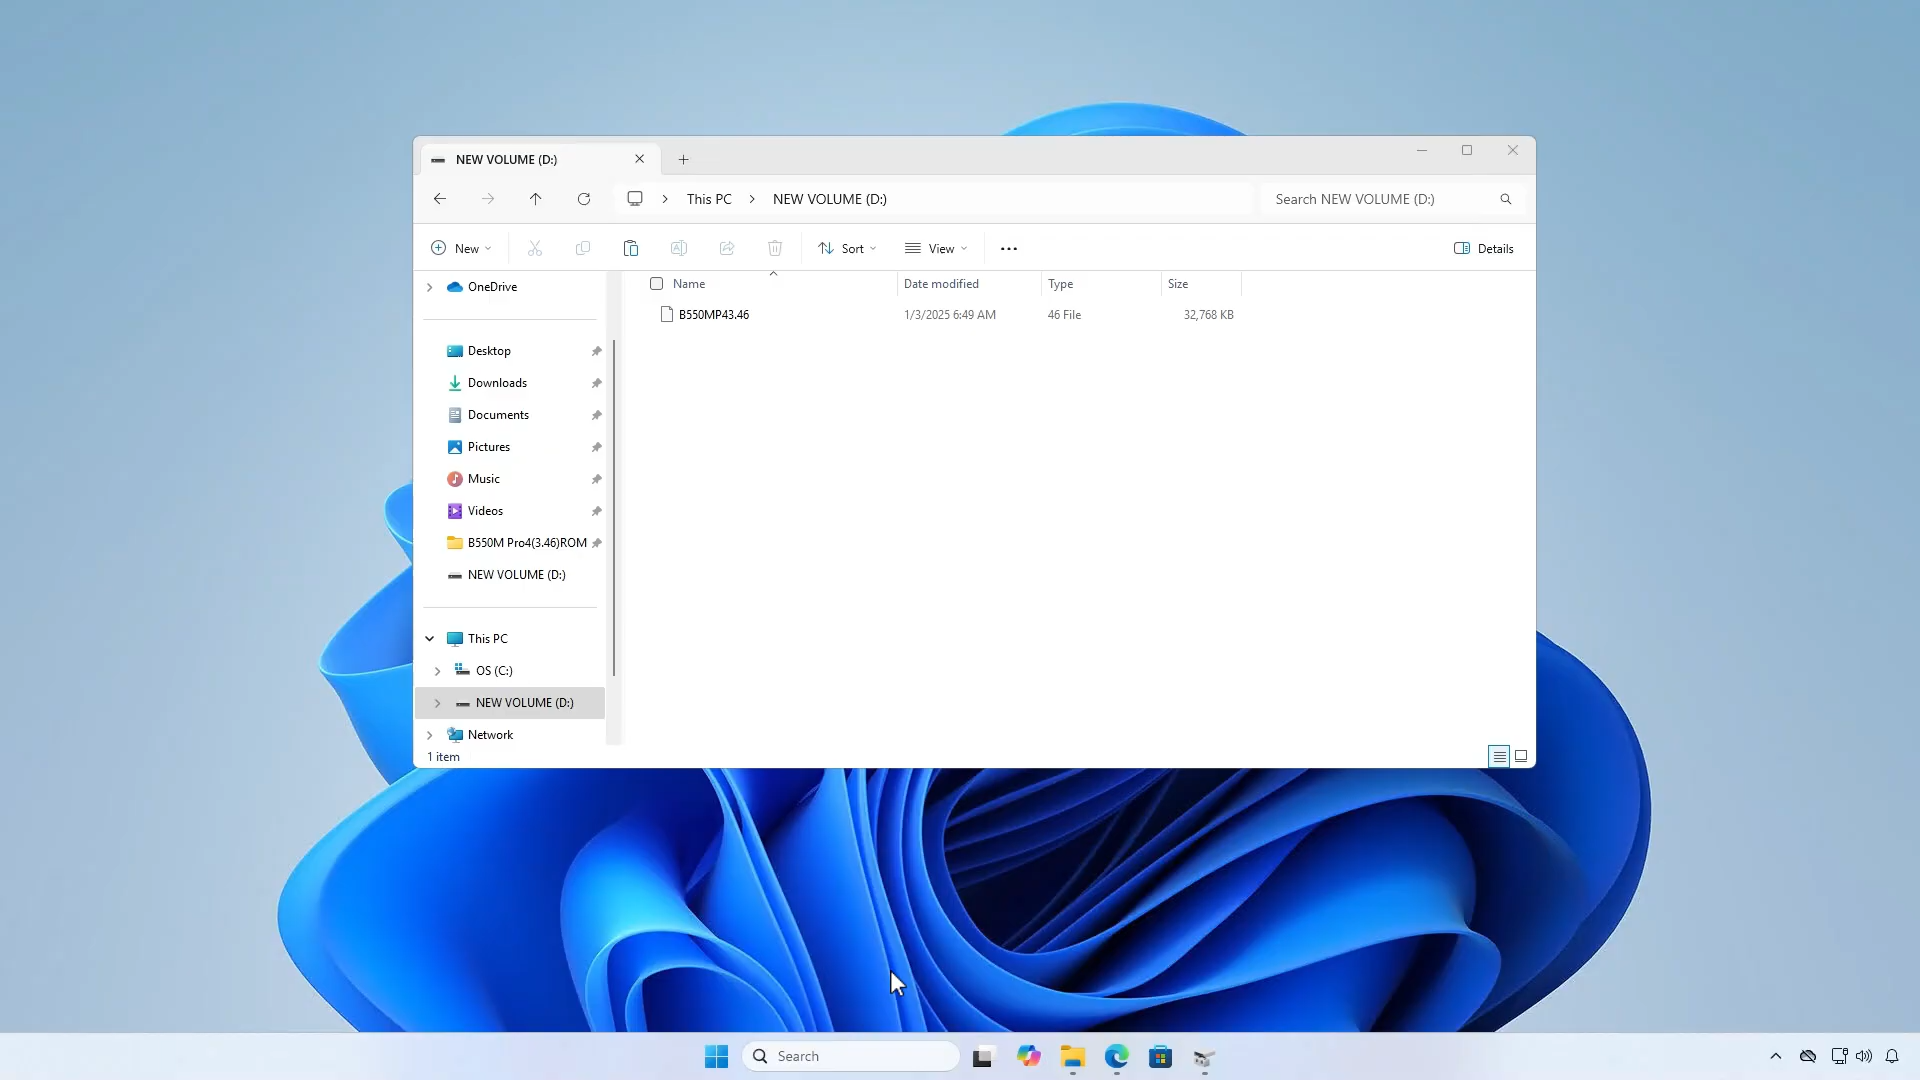 NEW VOLUME (D:)
This PC > NEW VOLUME (D:)
Search NEW VOLUME (D:)
New
Sort
View
Details
OneDrive
Name Date modified Type Size
B550MP43.46 1/3/2025 6:49 AM 46 File 32,768 KB
Desktop
Downloads
Documents
Pictures
Music
Videos
B550M Pro4(3.46)ROM
NEW VOLUME (D:)
This PC
OS (C:)
NEW VOLUME (D:)
Network
1 item
Search